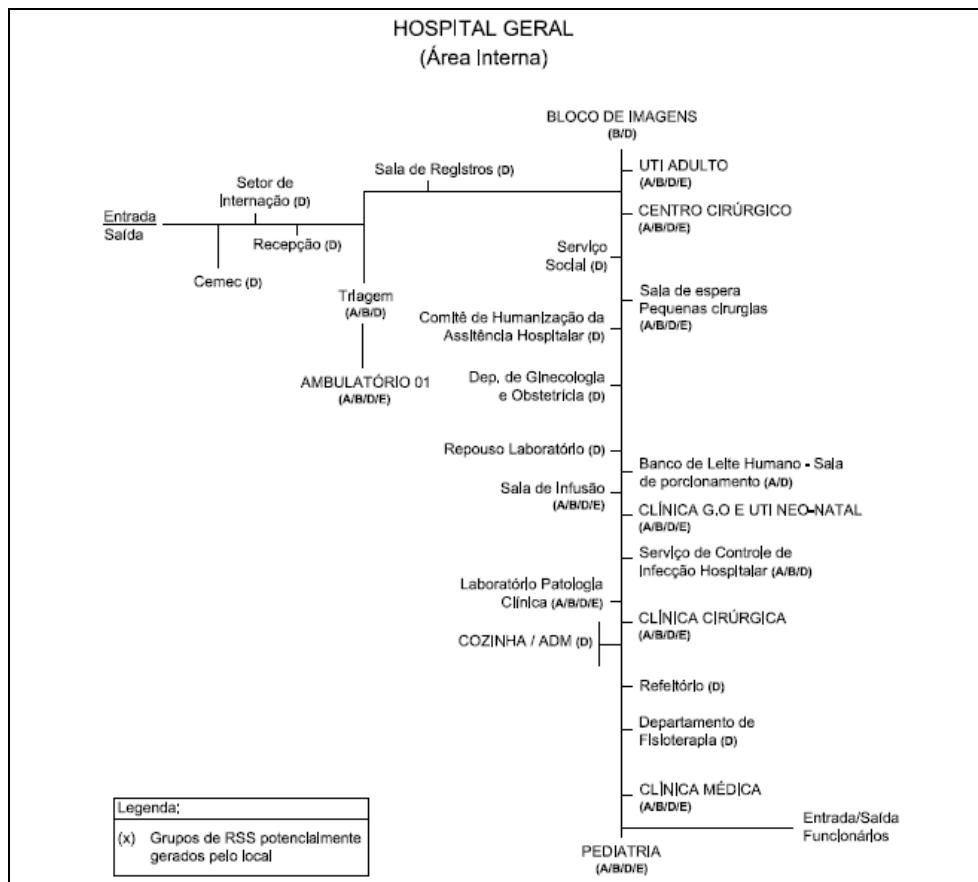 HOSPITAL GERAL
(Área Interna)
BLOCO DE IMAGENS
(B/D)
Sala de Registros (D)
UTI ADULTO
(A/B/D/E)
Setor de
Internação (D)
CENTRO CIRÚRGICO
(A/B/D/E)
Entrada
Saída
Recepção (D)
Cemec (D)
Serviço
Social (D)
Triagem
(A/B/D)
Sala de espera
Pequenas cirurgias
(A/B/D/E)
Comitê de Humanização da
Assitência Hospitalar (D)
AMBULATÓRIO 01
(A/B/D/E)
Dep. de Ginecologia
e Obstetrícia (D)
Repouso Laboratório (D)
Banco de Leite Humano - Sala
de porcionamento (A/D)
Sala de Infusão
(A/B/D/E)
CLÍNICA G.O E UTI NEO-NATAL
(A/B/D/E)
Serviço de Controle de
Infecção Hospitalar (A/B/D)
Laboratório Patologia
Clínica (A/B/D/E)
CLÍNICA CIRÚRGICA
(A/B/D/E)
COZINHA / ADM (D)
Refeitório (D)
Departamento de
Fisioterapia (D)
CLÍNICA MÉDICA
(A/B/D/E)
Entrada/Saída
Funcionários
PEDIATRIA
(A/B/D/E)
Legenda:
(x) Grupos de RSS potencialmente
gerados pelo local